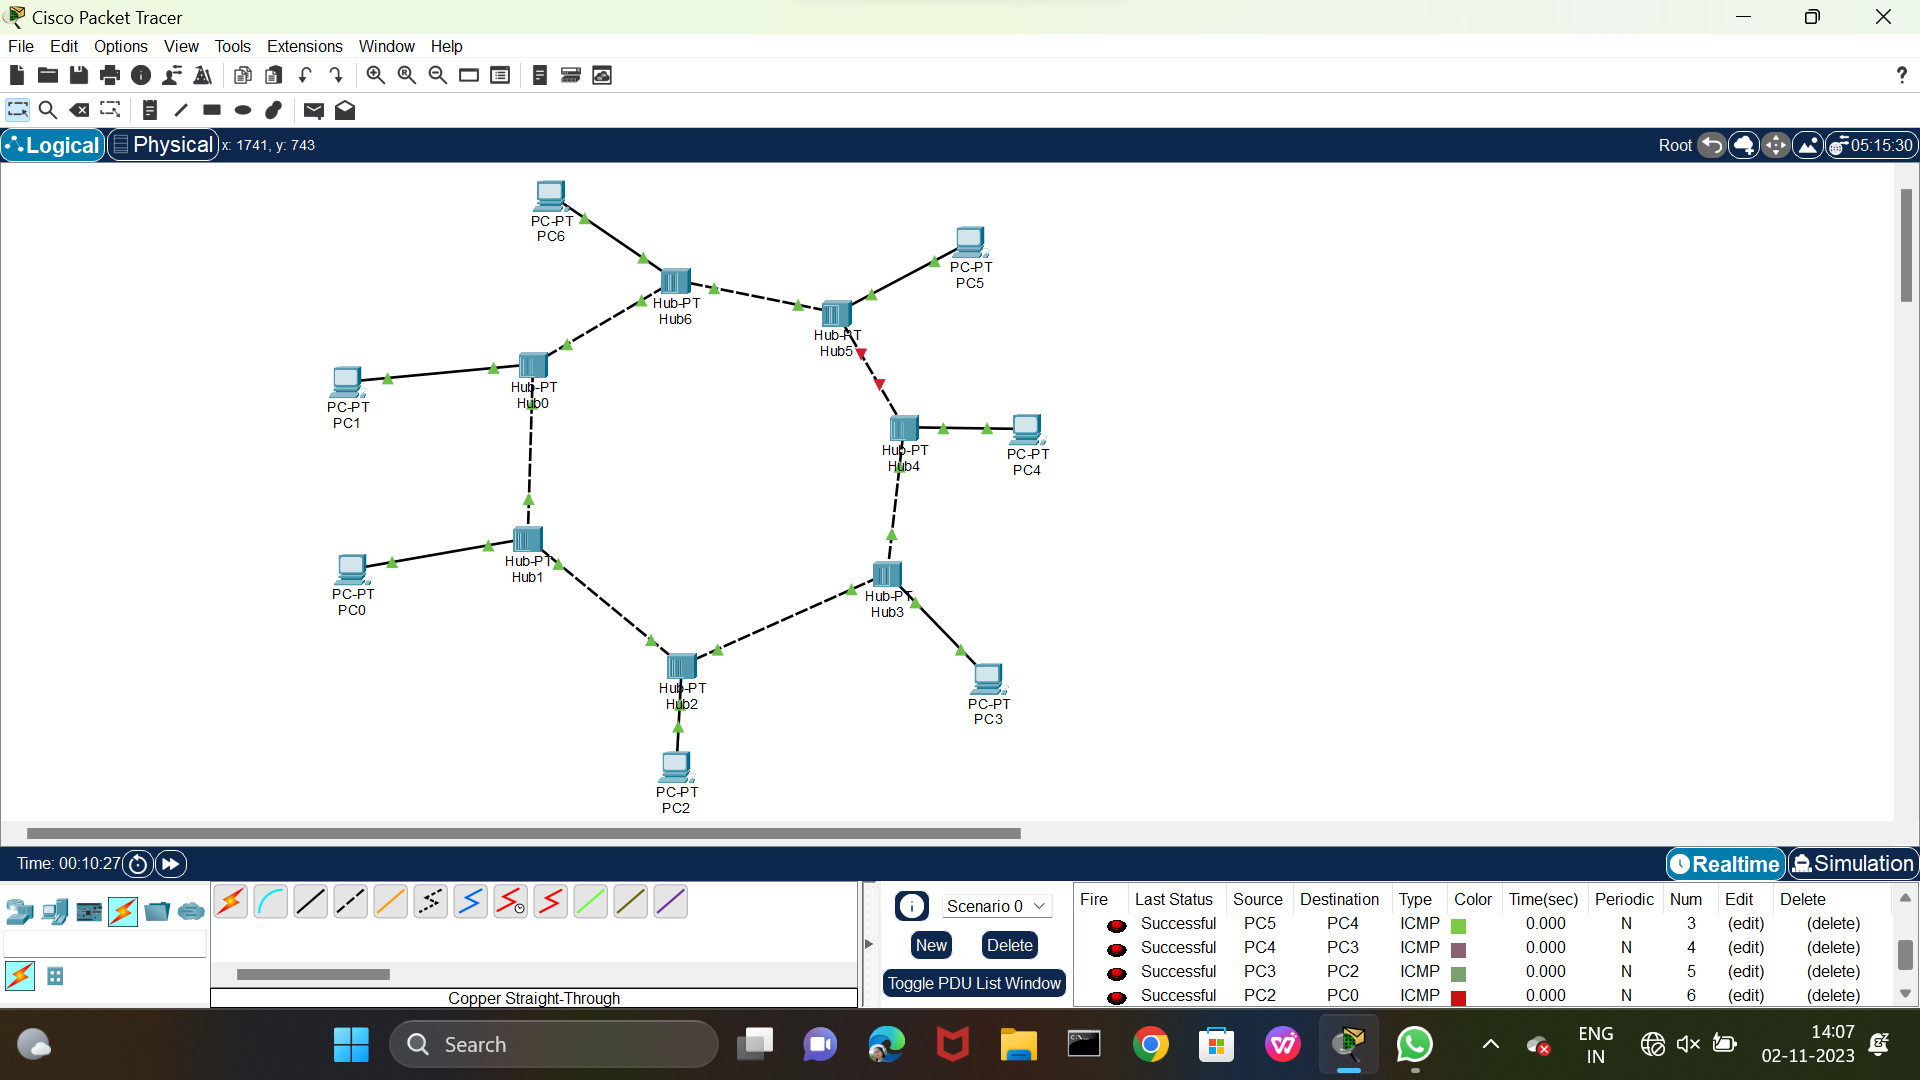 Cisco Packet Tracer
File Edit Options View Tools Extensions Window Help
?
Logical Physical x: 1741, y: 743 Root 05:15:30
PC-PT
PC6
PC-PT
PC5
Hub-PT
Hub6
Hub-PT
Hub5
Hub-PT
Hub0
PC-PT
PC1
Hub-PT
Hub4
PC-PT
PC4
Hub-PT
Hub1
PC-PT
PC0
Hub-PT
Hub3
Hub-PT
Hub2
PC-PT
PC3
PC-PT
PC2
Time: 00:10:27 Realtime Simulation
Scenario 0
New Delete
Toggle PDU List Window
Copper Straight-Through
Fire Last Status Source Destination Type Color Time(sec) Periodic Num Edit Delete
Successful PC5 PC4 ICMP 0.000 N 3 (edit) (delete)
Successful PC4 PC3 ICMP 0.000 N 4 (edit) (delete)
Successful PC3 PC2 ICMP 0.000 N 5 (edit) (delete)
Successful PC2 PC0 ICMP 0.000 N 6 (edit) (delete)
Search
ENG
IN
14:07
02-11-2023